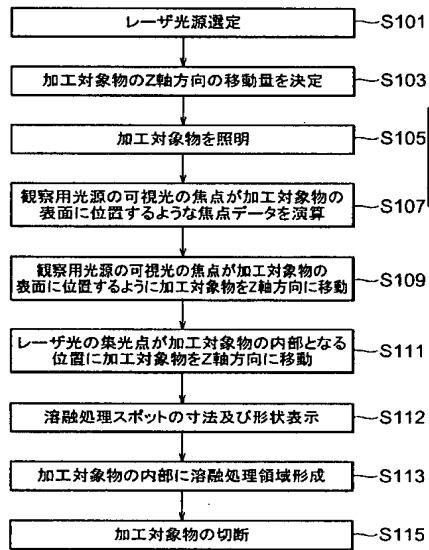 レーザ光源選定
S101
加工対象物のZ軸方向の移動量を決定
S103
加工対象物を照明
S105
観察用光源の可視光の焦点が加工対象物の
表面に位置するような焦点データを演算
S107
観察用光源の可視光の焦点が加工対象物の
表面に位置するように加工対象物をZ軸方向に移動
S109
レーザ光の集光点が加工対象物の内部となる
位置に加工対象物をZ軸方向に移動
S111
溶融処理スポットの寸法及び形状表示
S112
加工対象物の内部に溶融処理領域形成
S113
加工対象物の切断
S115